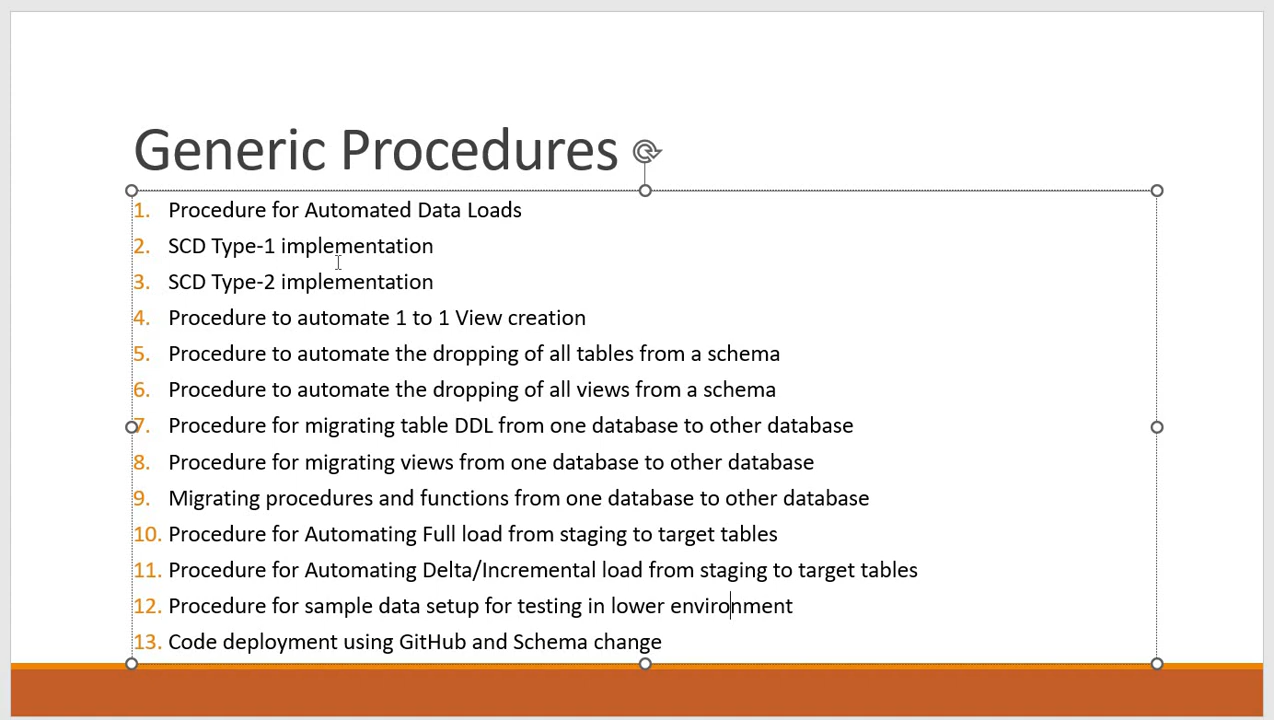 Generic Procedures
1. Procedure for Automated Data Loads
2. SCD Type-1 implementation
3. SCD Type-2 implementation
4. Procedure to automate 1 to 1 View creation
5. Procedure to automate the dropping of all tables from a schema
6. Procedure to automate the dropping of all views from a schema
7. Procedure for migrating table DDL from one database to other database
8. Procedure for migrating views from one database to other database
9. Migrating procedures and functions from one database to other database
10. Procedure for Automating Full load from staging to target tables
11. Procedure for Automating Delta/Incremental load from staging to target tables
12. Procedure for sample data setup for testing in lower environment
13. Code deployment using GitHub and Schema change